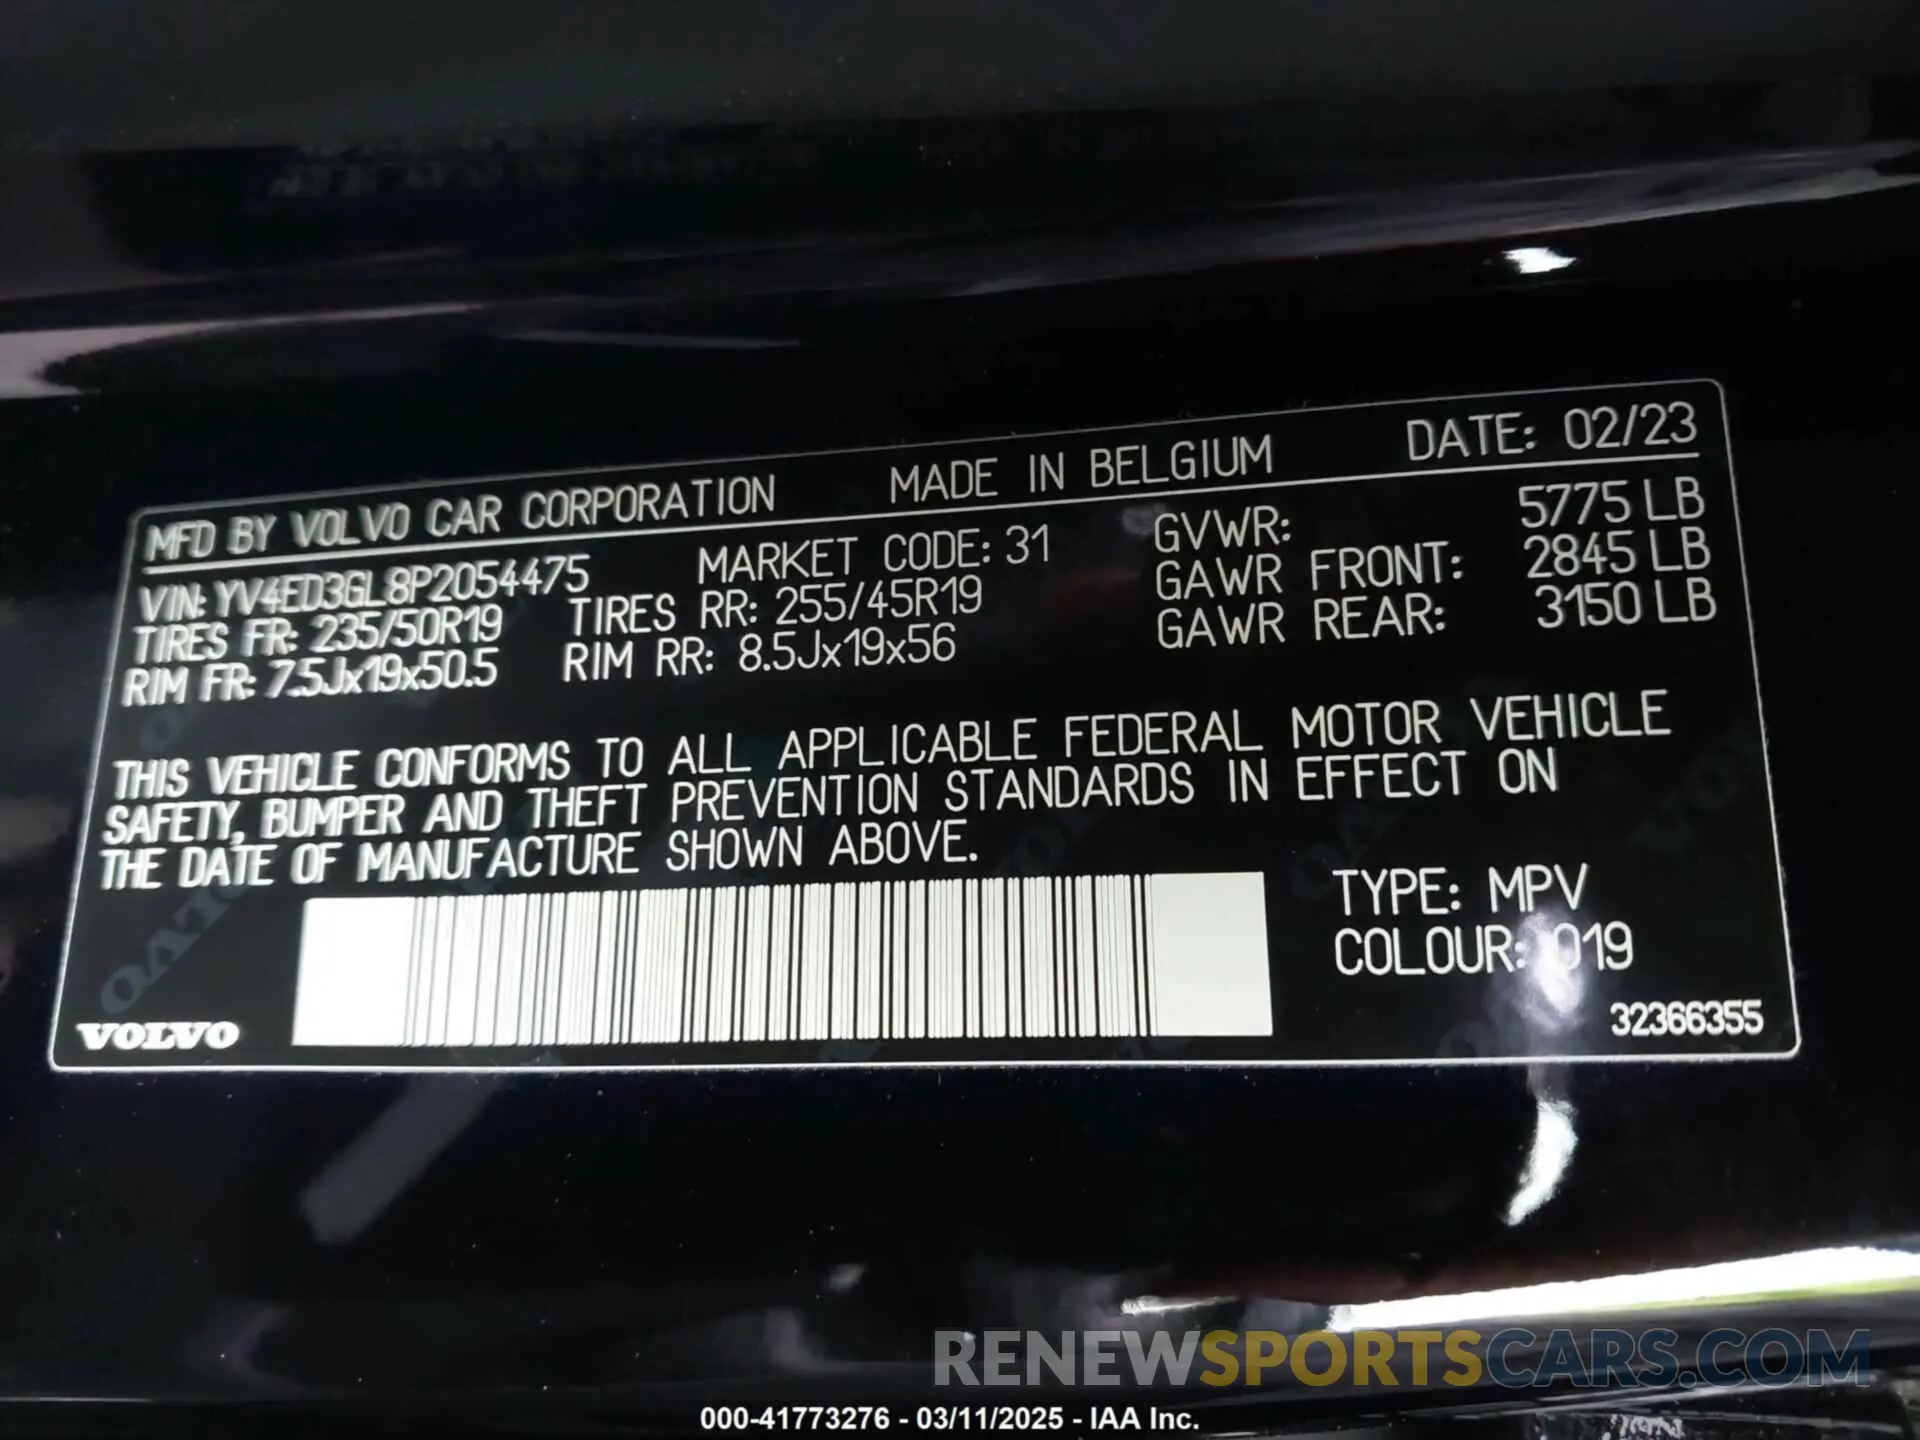 MFD BY VOLVO CAR CORPORATION MADE IN BELGIUM DATE: 02/23
VIN: YV4ED3GL8P2054475 MARKET CODE: 31 GVWR: 5775 LB
TIRES FR: 235/50R19 TIRES RR: 255/45R19 GAWR FRONT: 2845 LB
RIM FR: 7.5Jx19x50.5 RIM RR: 8.5Jx19x56 GAWR REAR: 3150 LB
THIS VEHICLE CONFORMS TO ALL APPLICABLE FEDERAL MOTOR VEHICLE
SAFETY, BUMPER AND THEFT PREVENTION STANDARDS IN EFFECT ON
THE DATE OF MANUFACTURE SHOWN ABOVE.
TYPE: MPV
COLOUR: 019
VOLVO
32366355
RENEWSPORTSCARS.COM
000-41773276 - 03/11/2025 - IAA Inc.